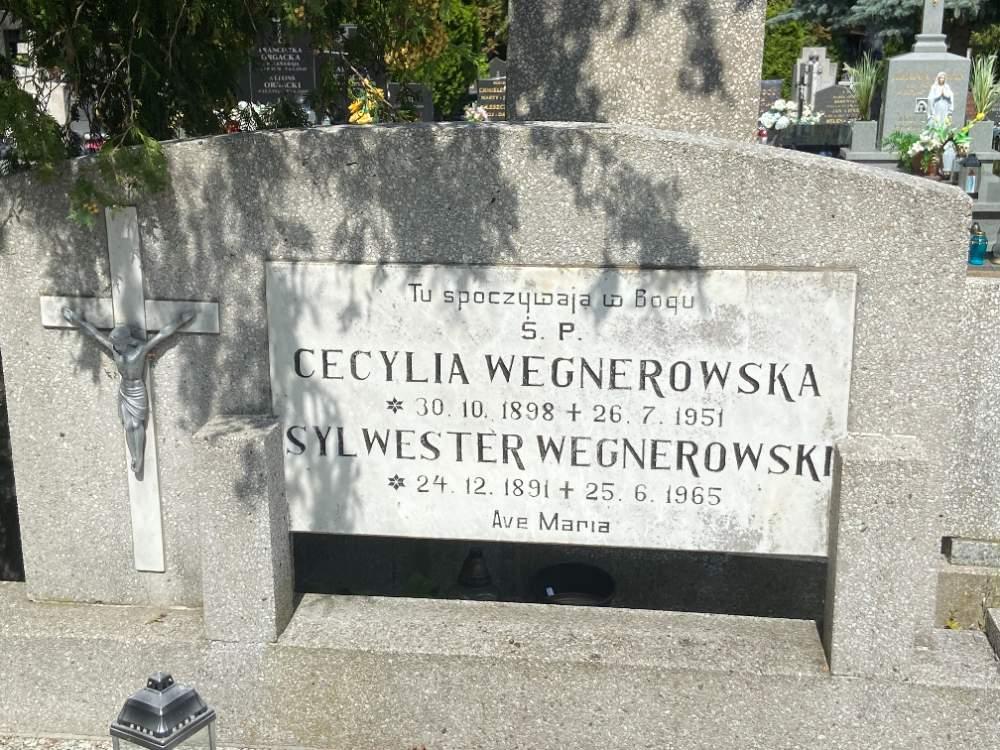 Tu spoczywają w Bogu
Ś. P.
CECYLIA WEGNEROWSKA
* 30. 10. 1898 + 26. 7. 1951
SYLWESTER WEGNEROWSKI
* 24. 12. 1891 + 25. 6. 1965
Ave Maria